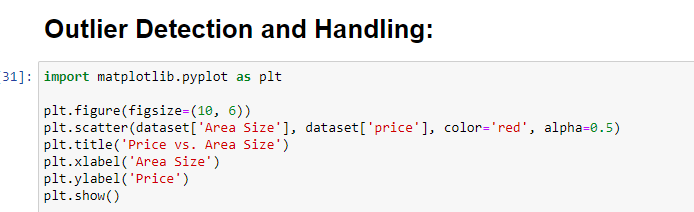 Outlier Detection and Handling:
31]: import matplotlib.pyplot as plt
plt.figure(figsize=(10, 6))
plt.scatter(dataset['Area Size'], dataset['price'], color='red', alpha=0.5)
plt.title('Price vs. Area Size')
plt.xlabel('Area Size')
plt.ylabel('Price')
plt.show()